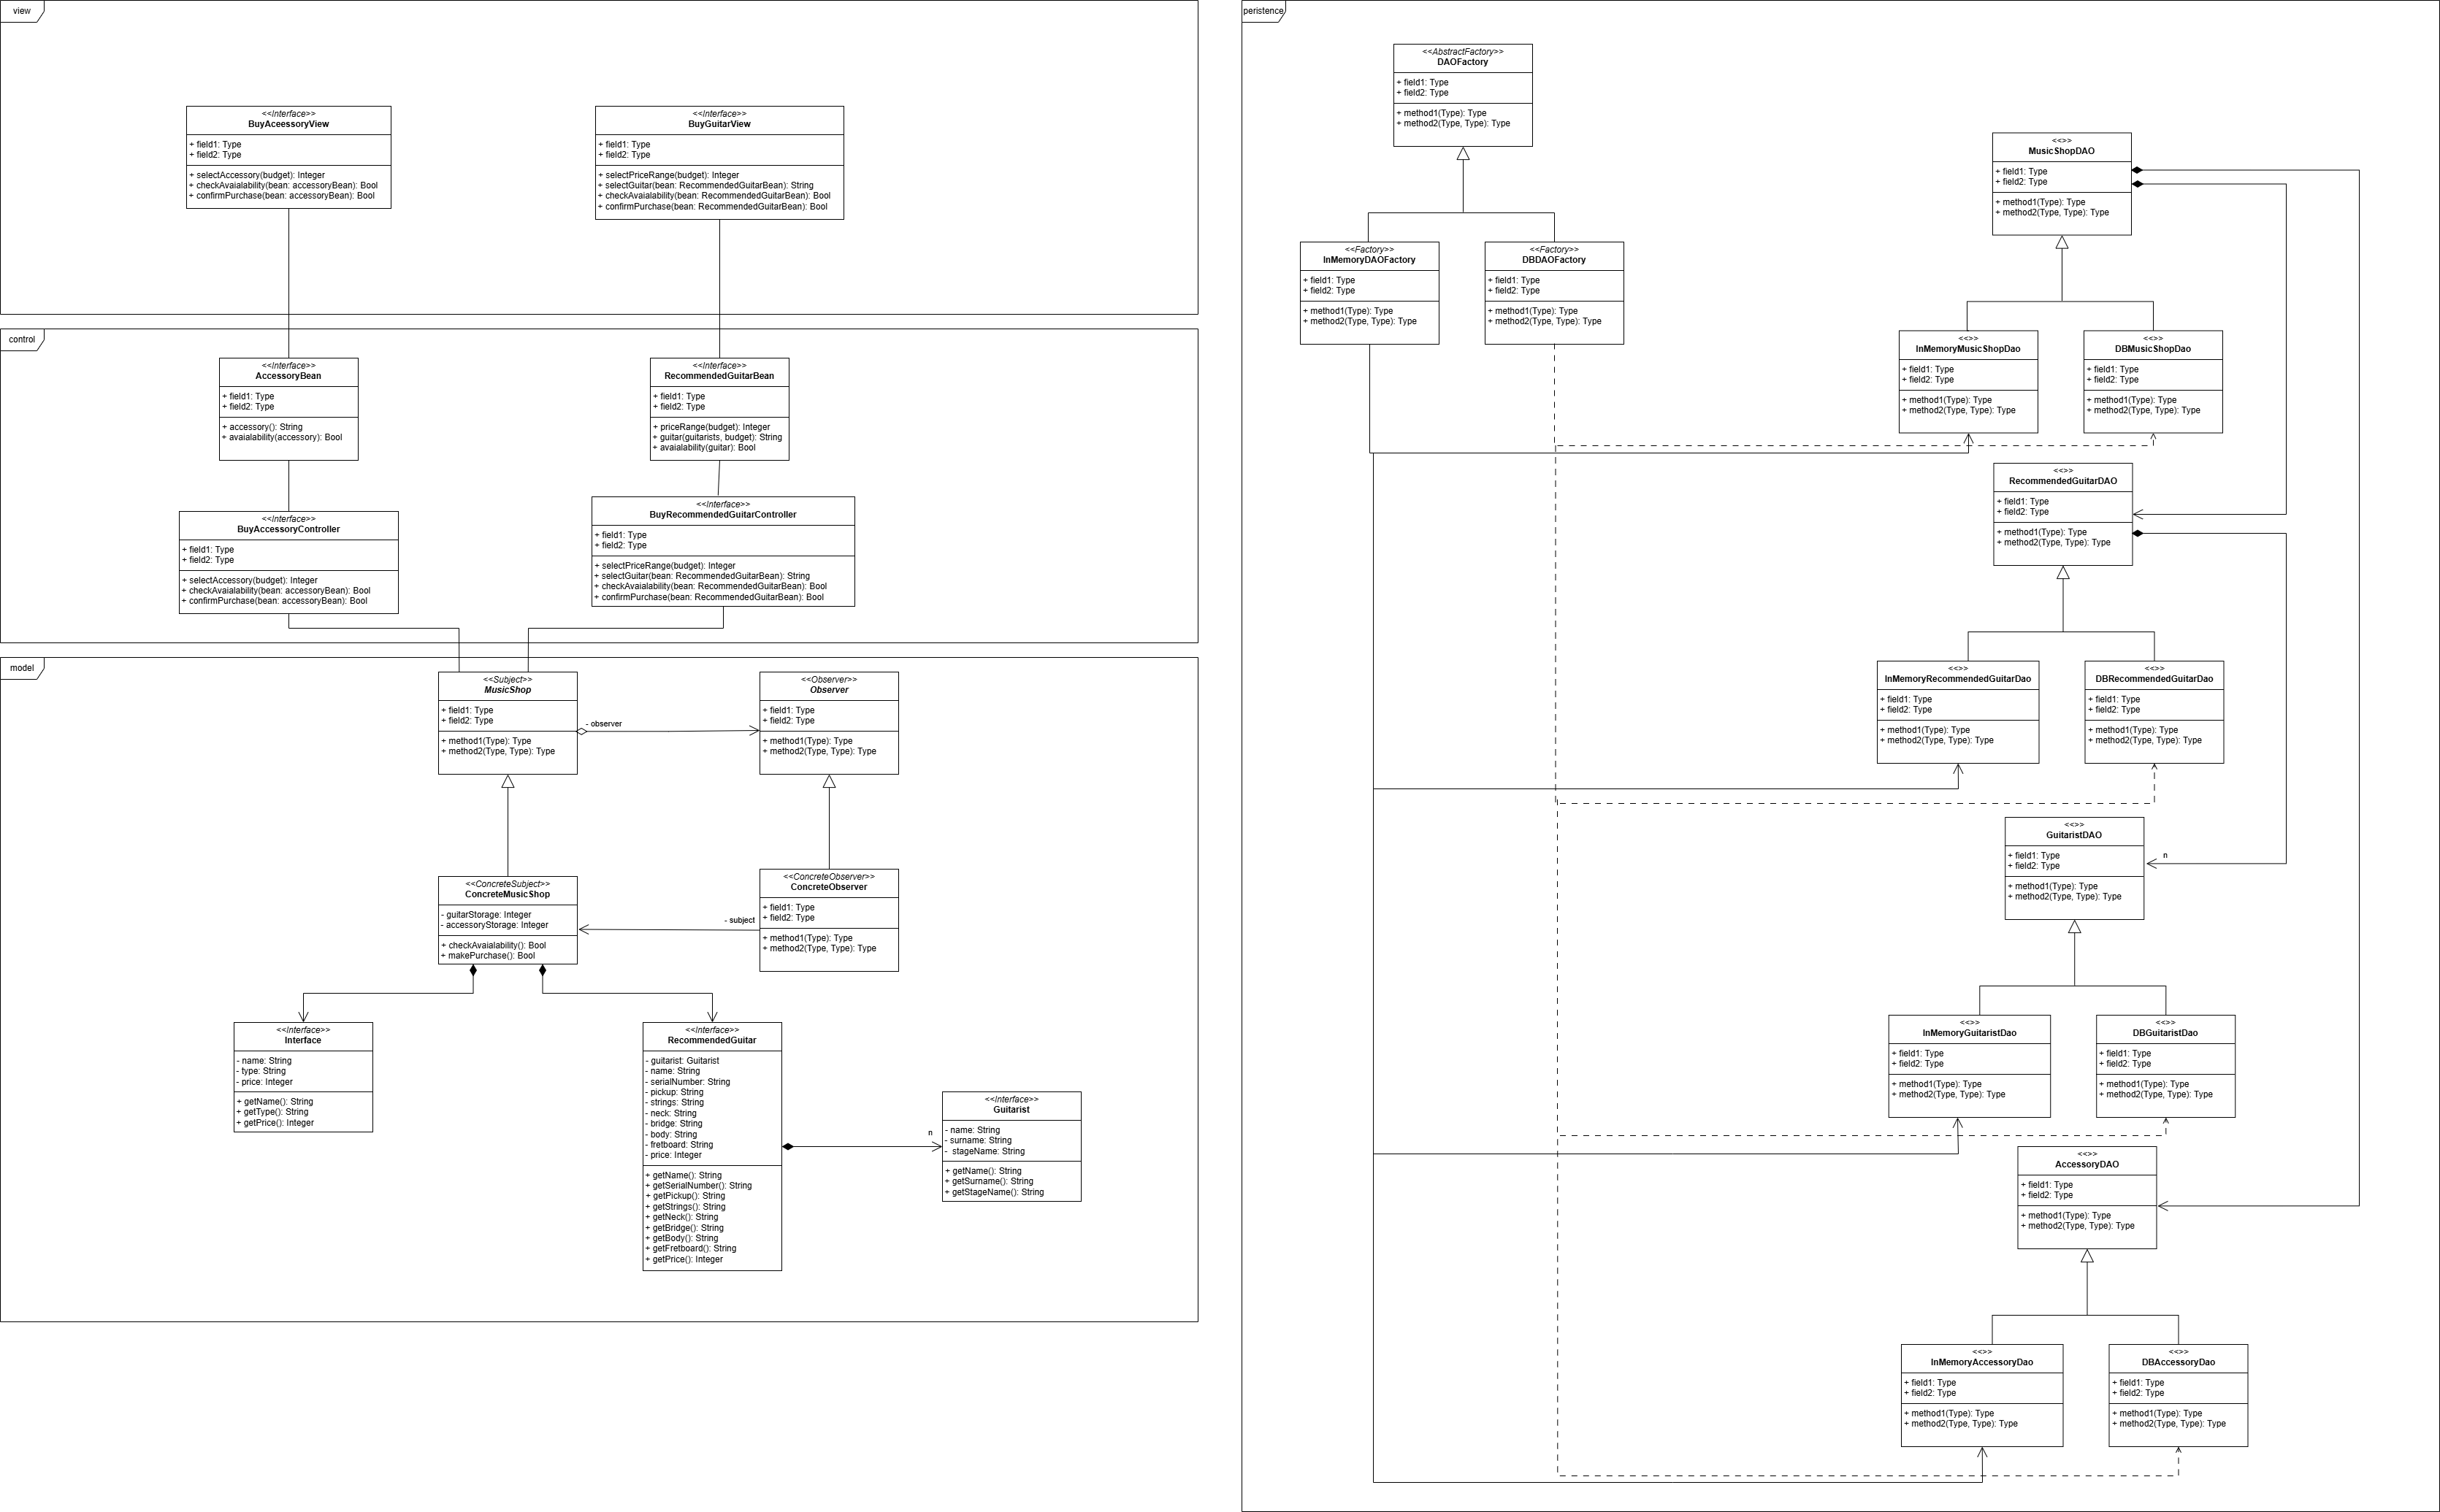 view
<<Interface>>
BuyAceessoryView
+ field1: Type
+ field2: Type
+ selectAccessory(budget): Integer
+ checkAvaialability(bean: accessoryBean): Bool
+ confirmPurchase(bean: accessoryBean): Bool
<<Interface>>
BuyGuitarView
+ field1: Type
+ field2: Type
+ selectPriceRange(budget): Integer
+ selectGuitar(bean: RecommendedGuitarBean): String
+ checkAvaialability(bean: RecommendedGuitarBean): Bool
+ confirmPurchase(bean: RecommendedGuitarBean): Bool
control
<<Interface>>
AccessoryBean
+ field1: Type
+ field2: Type
+ accessory(): String
+ avaialability(accessory): Bool
<<Interface>>
RecommendedGuitarBean
+ field1: Type
+ field2: Type
+ priceRange(budget): Integer
+ guitar(guitarists, budget): String
+ avaialability(guitar): Bool
<<Interface>>
BuyAccessoryController
+ field1: Type
+ field2: Type
+ selectAccessory(budget): Integer
+ checkAvaialability(bean: accessoryBean): Bool
+ confirmPurchase(bean: accessoryBean): Bool
<<Interface>>
BuyRecommendedGuitarController
+ field1: Type
+ field2: Type
+ selectPriceRange(budget): Integer
+ selectGuitar(bean: RecommendedGuitarBean): String
+ checkAvaialability(bean: RecommendedGuitarBean): Bool
+ confirmPurchase(bean: RecommendedGuitarBean): Bool
model
<<Subject>>
MusicShop
+ field1: Type
+ field2: Type
+ method1(Type): Type
+ method2(Type, Type): Type
- observer
<<Observer>>
Observer
+ field1: Type
+ field2: Type
+ method1(Type): Type
+ method2(Type, Type): Type
<<ConcreteSubject>>
ConcreteMusicShop
- guitarStorage: Integer
- accessoryStorage: Integer
+ checkAvaialability(): Bool
+ makePurchase(): Bool
- subject
<<ConcreteObserver>>
ConcreteObserver
+ field1: Type
+ field2: Type
+ method1(Type): Type
+ method2(Type, Type): Type
<<Interface>>
Interface
- name: String
- type: String
- price: Integer
+ getName(): String
+ getType(): String
+ getPrice(): Integer
<<Interface>>
RecommendedGuitar
- guitarist: Guitarist
- name: String
- serialNumber: String
- pickup: String
- strings: String
- neck: String
- bridge: String
- body: String
- fretboard: String
- price: Integer
+ getName(): String
+ getSerialNumber(): String
+ getPickup(): String
+ getStrings(): String
+ getNeck(): String
+ getBridge(): String
+ getBody(): String
+ getFretboard(): String
+ getPrice(): Integer
n
<<Interface>>
Guitarist
- name: String
- surname: String
- stageName: String
+ getName(): String
+ getSurname(): String
+ getStageName(): String
peristence
<<AbstractFactory>>
DAOFactory
+ field1: Type
+ field2: Type
+ method1(Type): Type
+ method2(Type, Type): Type
<<Factory>>
InMemoryDAOFactory
+ field1: Type
+ field2: Type
+ method1(Type): Type
+ method2(Type, Type): Type
<<Factory>>
DBDAOFactory
+ field1: Type
+ field2: Type
+ method1(Type): Type
+ method2(Type, Type): Type
<<>>
MusicShopDAO
+ field1: Type
+ field2: Type
+ method1(Type): Type
+ method2(Type, Type): Type
<<>>
InMemoryMusicShopDao
+ field1: Type
+ field2: Type
+ method1(Type): Type
+ method2(Type, Type): Type
<<>>
DBMusicShopDao
+ field1: Type
+ field2: Type
+ method1(Type): Type
+ method2(Type, Type): Type
<<>>
RecommendedGuitarDAO
+ field1: Type
+ field2: Type
+ method1(Type): Type
+ method2(Type, Type): Type
<<>>
InMemoryRecommendedGuitarDao
+ field1: Type
+ field2: Type
+ method1(Type): Type
+ method2(Type, Type): Type
<<>>
DBRecommendedGuitarDao
+ field1: Type
+ field2: Type
+ method1(Type): Type
+ method2(Type, Type): Type
<<>>
GuitaristDAO
+ field1: Type
+ field2: Type
+ method1(Type): Type
+ method2(Type, Type): Type
n
<<>>
InMemoryGuitaristDao
+ field1: Type
+ field2: Type
+ method1(Type): Type
+ method2(Type, Type): Type
<<>>
DBGuitaristDao
+ field1: Type
+ field2: Type
+ method1(Type): Type
+ method2(Type, Type): Type
<<>>
AccessoryDAO
+ field1: Type
+ field2: Type
+ method1(Type): Type
+ method2(Type, Type): Type
<<>>
InMemoryAccessoryDao
+ field1: Type
+ field2: Type
+ method1(Type): Type
+ method2(Type, Type): Type
<<>>
DBAccessoryDao
+ field1: Type
+ field2: Type
+ method1(Type): Type
+ method2(Type, Type): Type